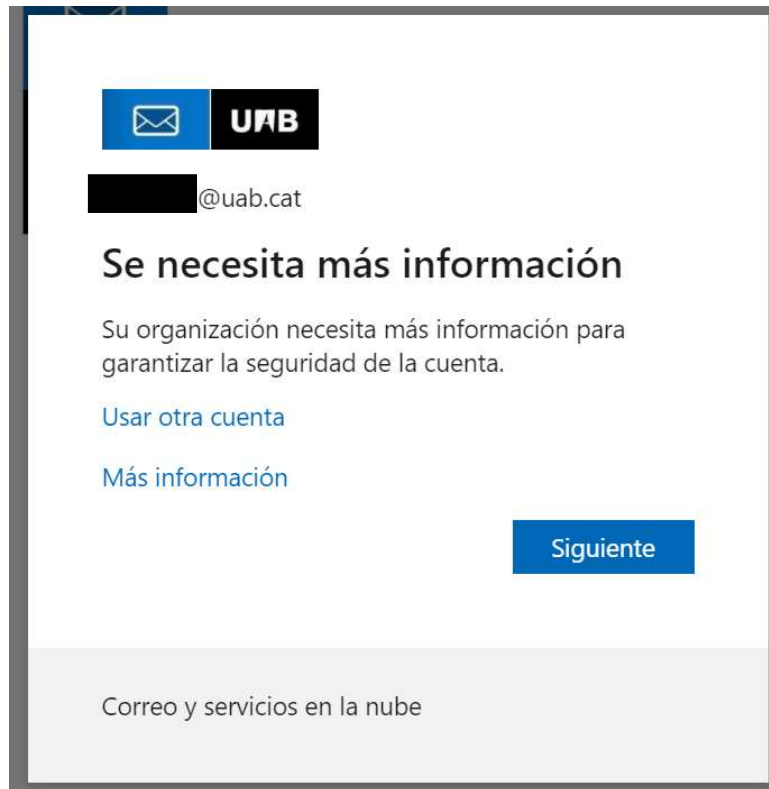 UAB
@uab.cat
Se necesita más información
Su organización necesita más información para
garantizar la seguridad de la cuenta.
Usar otra cuenta
Más información
Siguiente
Correo y servicios en la nube